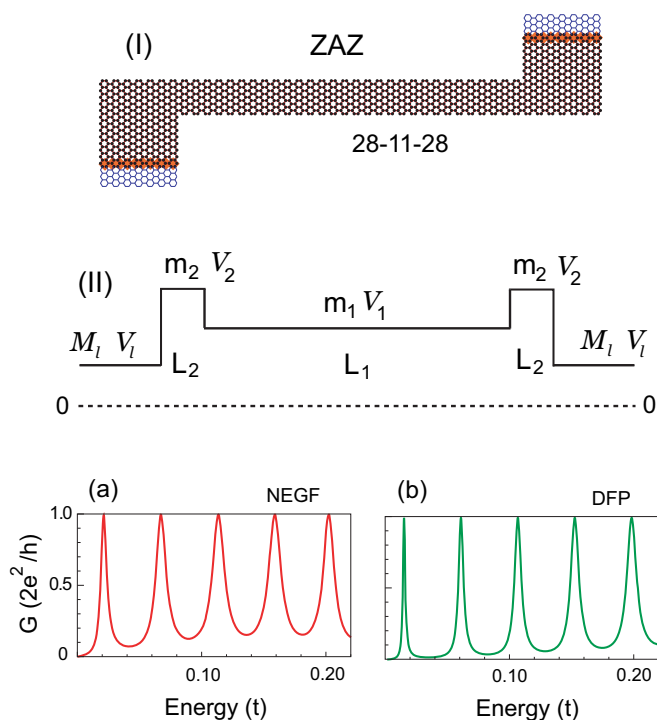 (I)
ZAZ
28-11-28
(II)
m₂ V₂
m₂ V₂
m₁ V₁
Mₗ Vₗ
Mₗ Vₗ
L₂
L₁
L₂
0
0
(a)
NEGF
1.0
0.5
0
G (2e²/h)
0.10
0.20
Energy (t)
(b)
DFP
0.10
0.20
Energy (t)